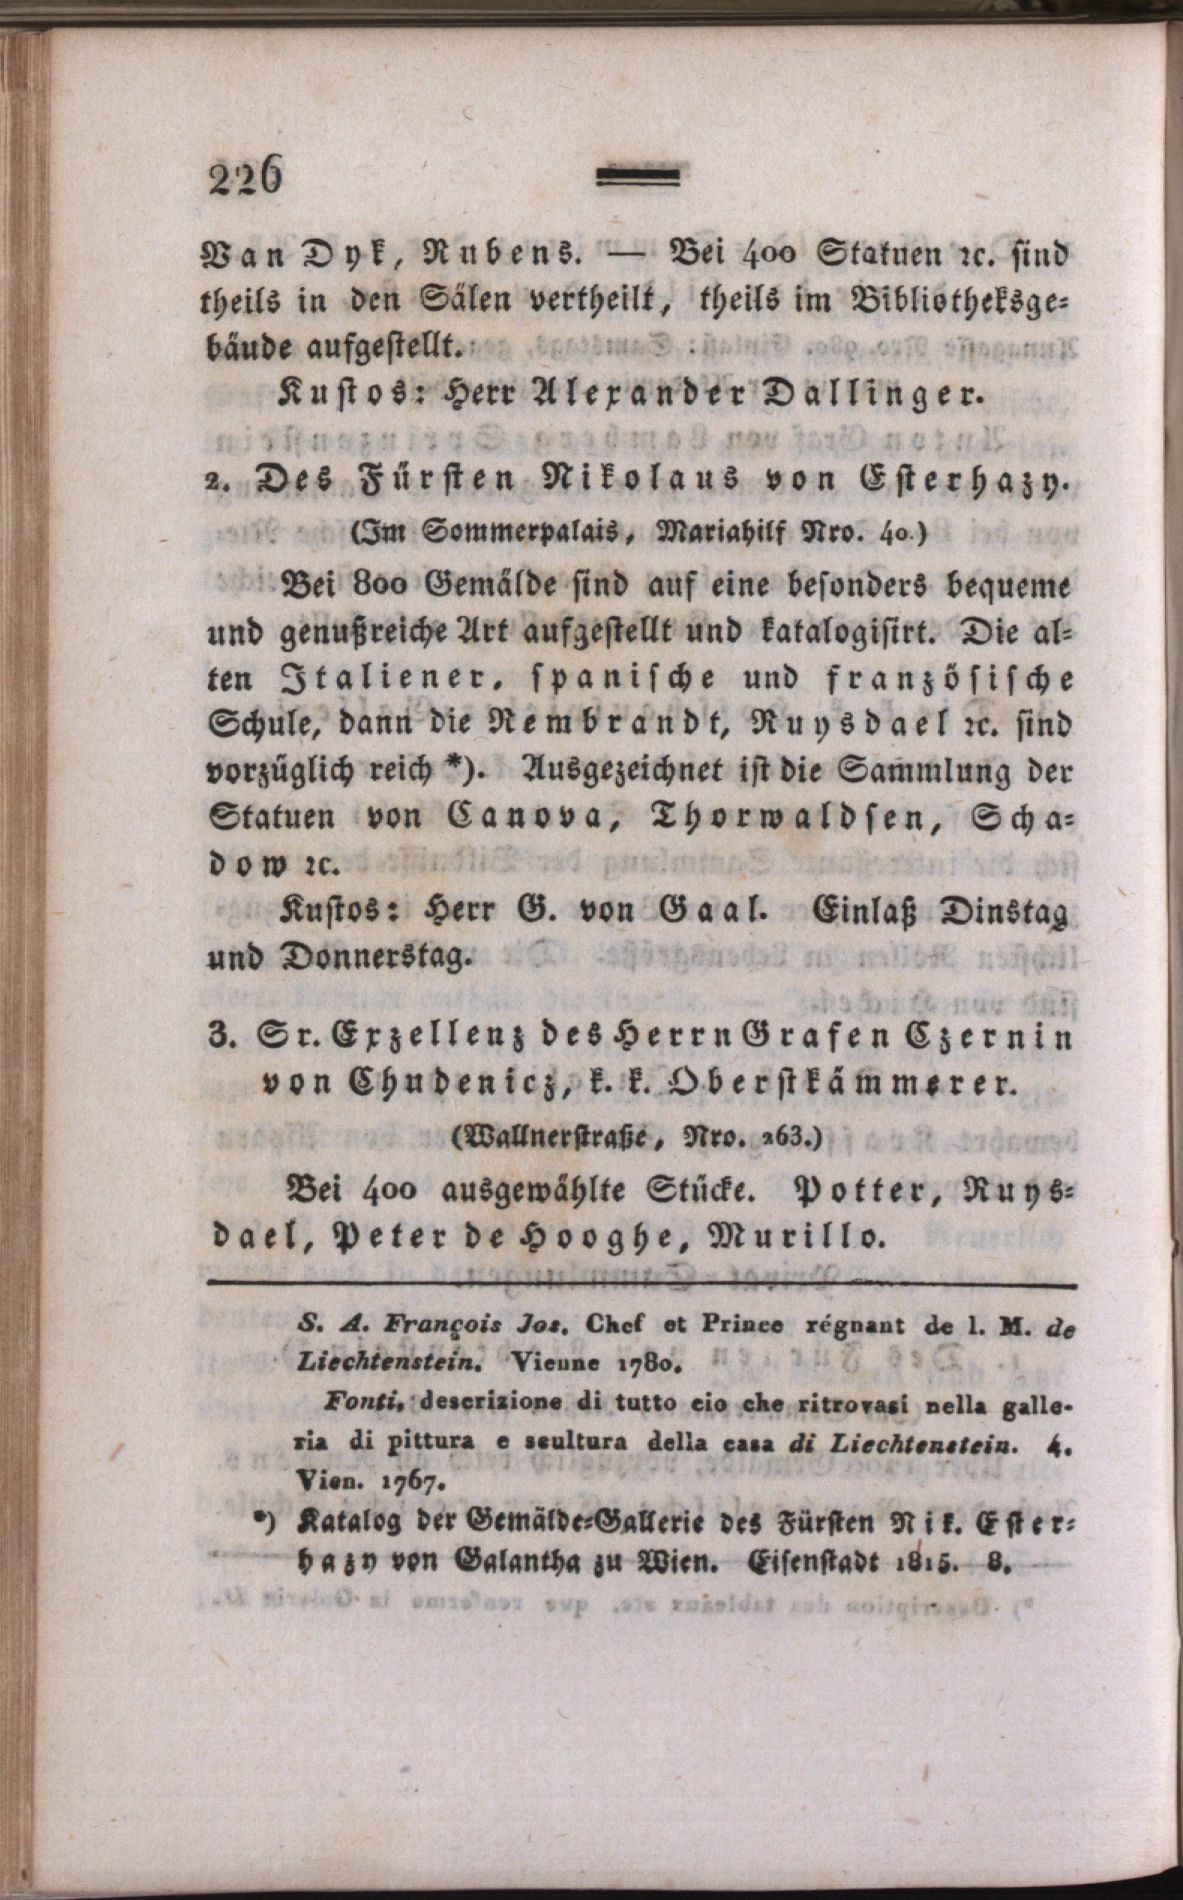 226
Van Dyk, Rubens. — Bei 400 Statuen ꝛc. sind
theils in den Sälen vertheilt, theils im Bibliotheksge⸗
bäude aufgestellt.
Kustos: Herr Alexander Dallinger.
2. Des Fürsten Nikolaus von Esterhazy.
(Im Sommerpalais, Mariahilf Nro. 40.)
Bei 800 Gemälde sind auf eine besonders bequeme
und genußreiche Art aufgestellt und katalogisirt. Die al⸗
ten Italiener, spanische und französische
Schule, dann die Rembrandt, Ruysdael ꝛc. sind
vorzüglich reich *). Ausgezeichnet ist die Sammlung der
Statuen von Canova, Thorwaldsen, Scha⸗
dow ꝛc.
Kustos: Herr G. von Gaal. Einlaß Dinstag
und Donnerstag.
3. Sr. Exzellenz des Herrn Grafen Czernin
von Chudenicz, k. k. Oberstkämmerer.
(Wallnerstraße, Nro. 263.)
Bei 400 ausgewählte Stücke. Potter, Ruys⸗
dael, Peter de Hooghe, Murillo.
S. A. François Jos. Chef et Prince régnant de l. M. de
Liechtenstein. Vienne 1780.
Fonti, descrizione di tutto cio che ritrovasi nella galle-
ria di pittura e scultura della casa di Liechtenstein. 4.
Vien. 1767.
*) Katalog der Gemälde⸗Gallerie des Fürsten Nik. Ester⸗
hazy von Galantha zu Wien. Eisenstadt 1815. 8.